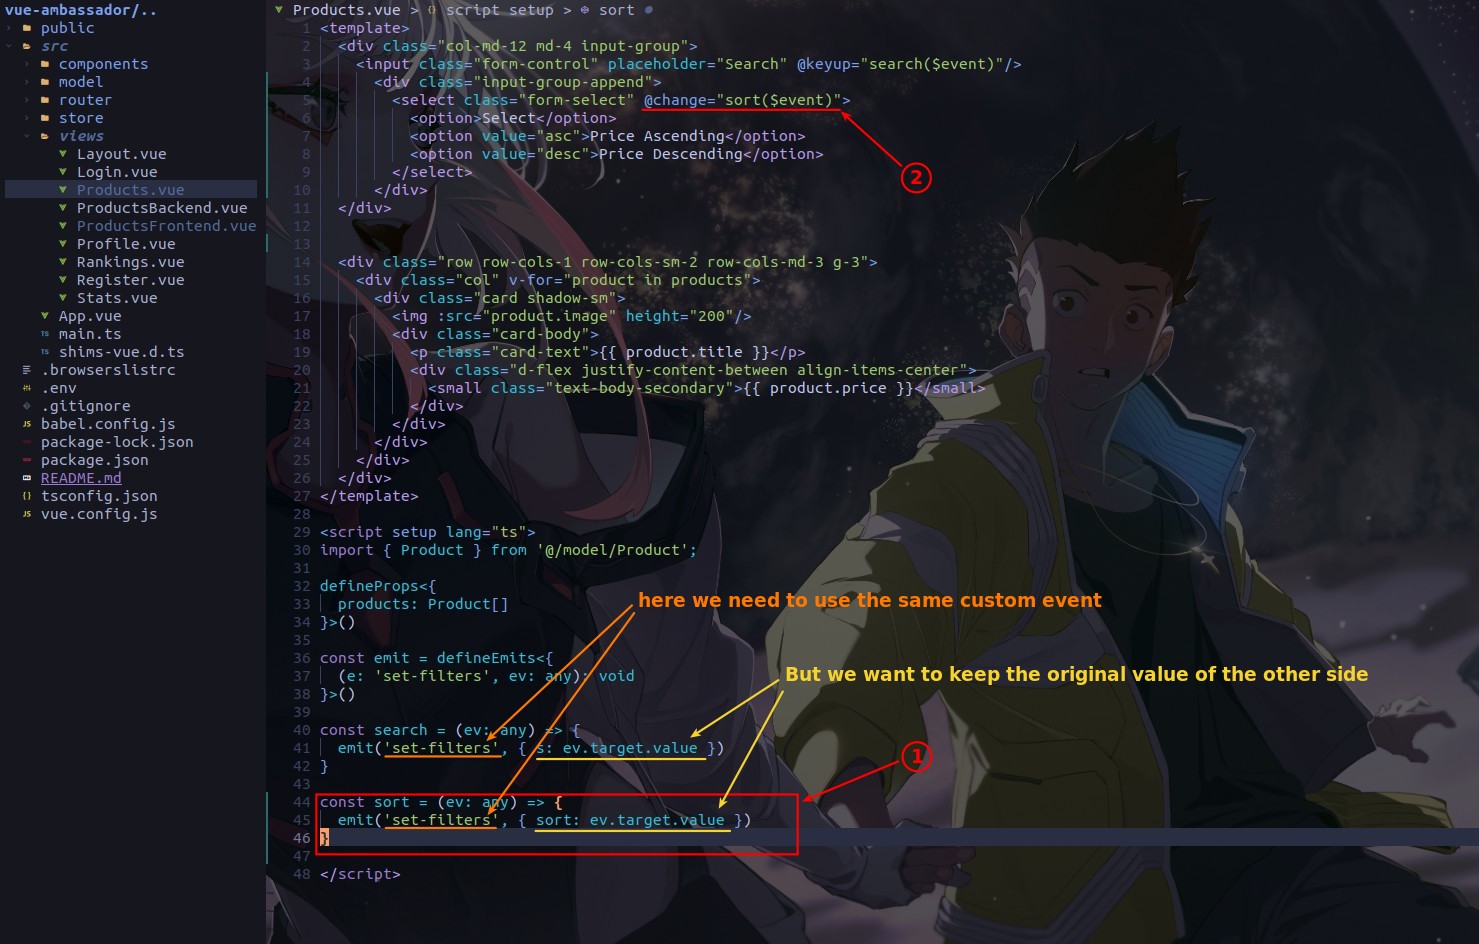 vue-ambassador/..
public
src
components
model
router
store
views
Layout.vue
Login.vue
Products.vue
ProductsBackend.vue
ProductsFrontend.vue
Profile.vue
Rankings.vue
Register.vue
Stats.vue
App.vue
TS main.ts
TS shims-vue.d.ts
.browserslistrc
.env
.gitignore
JS babel.config.js
package-lock.json
package.json
README.md
{} tsconfig.json
JS vue.config.js
Products.vue > {} script setup > sort
1 <template>
2 <div class="col-md-12 md-4 input-group">
3 <input class="form-control" placeholder="Search" @keyup="search($event)"/>
4 <div class="input-group-append">
5 <select class="form-select" @change="sort($event)">
6 <option>Select</option>
7 <option value="asc">Price Ascending</option>
8 <option value="desc">Price Descending</option>
9 </select>
10 </div>
11 </div>
12
13
14 <div class="row row-cols-1 row-cols-sm-2 row-cols-md-3 g-3">
15 <div class="col" v-for="product in products">
16 <div class="card shadow-sm">
17 <img :src="product.image" height="200"/>
18 <div class="card-body">
19 <p class="card-text">{{ product.title }}</p>
20 <div class="d-flex justify-content-between align-items-center">
21 <small class="text-body-secondary">{{ product.price }}</small>
22 </div>
23 </div>
24 </div>
25 </div>
26 </div>
27 </template>
28
29 <script setup lang="ts">
30 import { Product } from '@/model/Product';
31
32 defineProps<{
33 products: Product[]
34 }>()
35
36 const emit = defineEmits<{
37 (e: 'set-filters', ev: any): void
38 }>()
39
40 const search = (ev: any) => {
41 emit('set-filters', { s: ev.target.value })
42 }
43
44 const sort = (ev: any) => {
45 emit('set-filters', { sort: ev.target.value })
46 }
47
48 </script>
2
here we need to use the same custom event
But we want to keep the original value of the other side
1